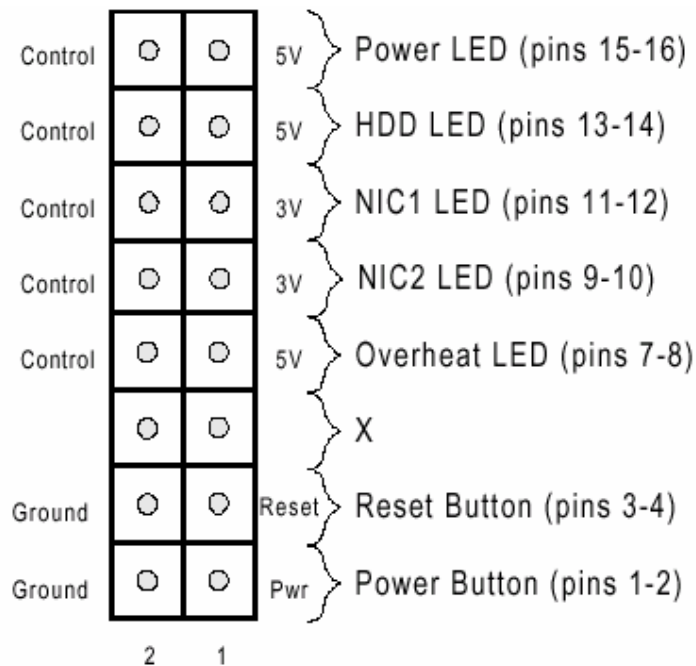 Control 5V Power LED (pins 15-16)
Control 5V HDD LED (pins 13-14)
Control 3V NIC1 LED (pins 11-12)
Control 3V NIC2 LED (pins 9-10)
Control 5V Overheat LED (pins 7-8)
X
Ground Reset Reset Button (pins 3-4)
Ground Pwr Power Button (pins 1-2)
2 1